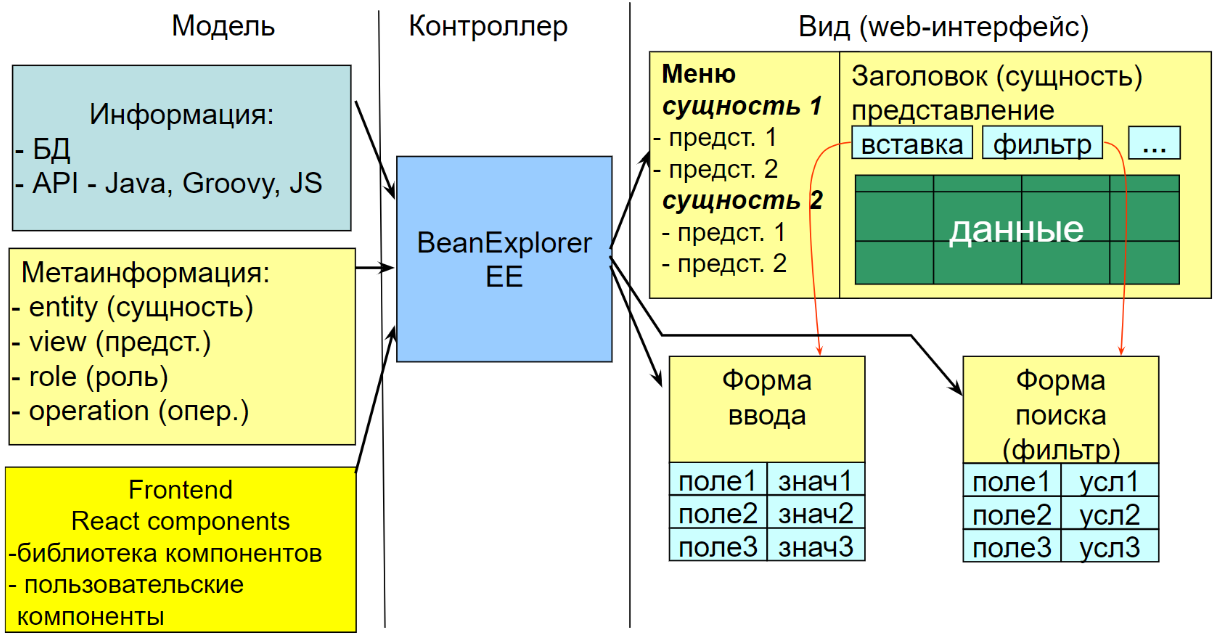 Модель
Контроллер
Вид (web-интерфейс)
Информация:
- БД
- API - Java, Groovy, JS
Метаинформация:
- entity (сущность)
- view (предст.)
- role (роль)
- operation (опер.)
Frontend
React components
-библиотека компонентов
- пользовательские
компоненты
BeanExplorer
EE
Меню
сущность 1
- предст. 1
- предст. 2
сущность 2
- предст. 1
- предст. 2
Заголовок (сущность)
представление
вставка
фильтр
...
данные
Форма
ввода
поле1 знач1
поле2 знач2
поле3 знач3
Форма
поиска
(фильтр)
поле1 усл1
поле2 усл2
поле3 усл3